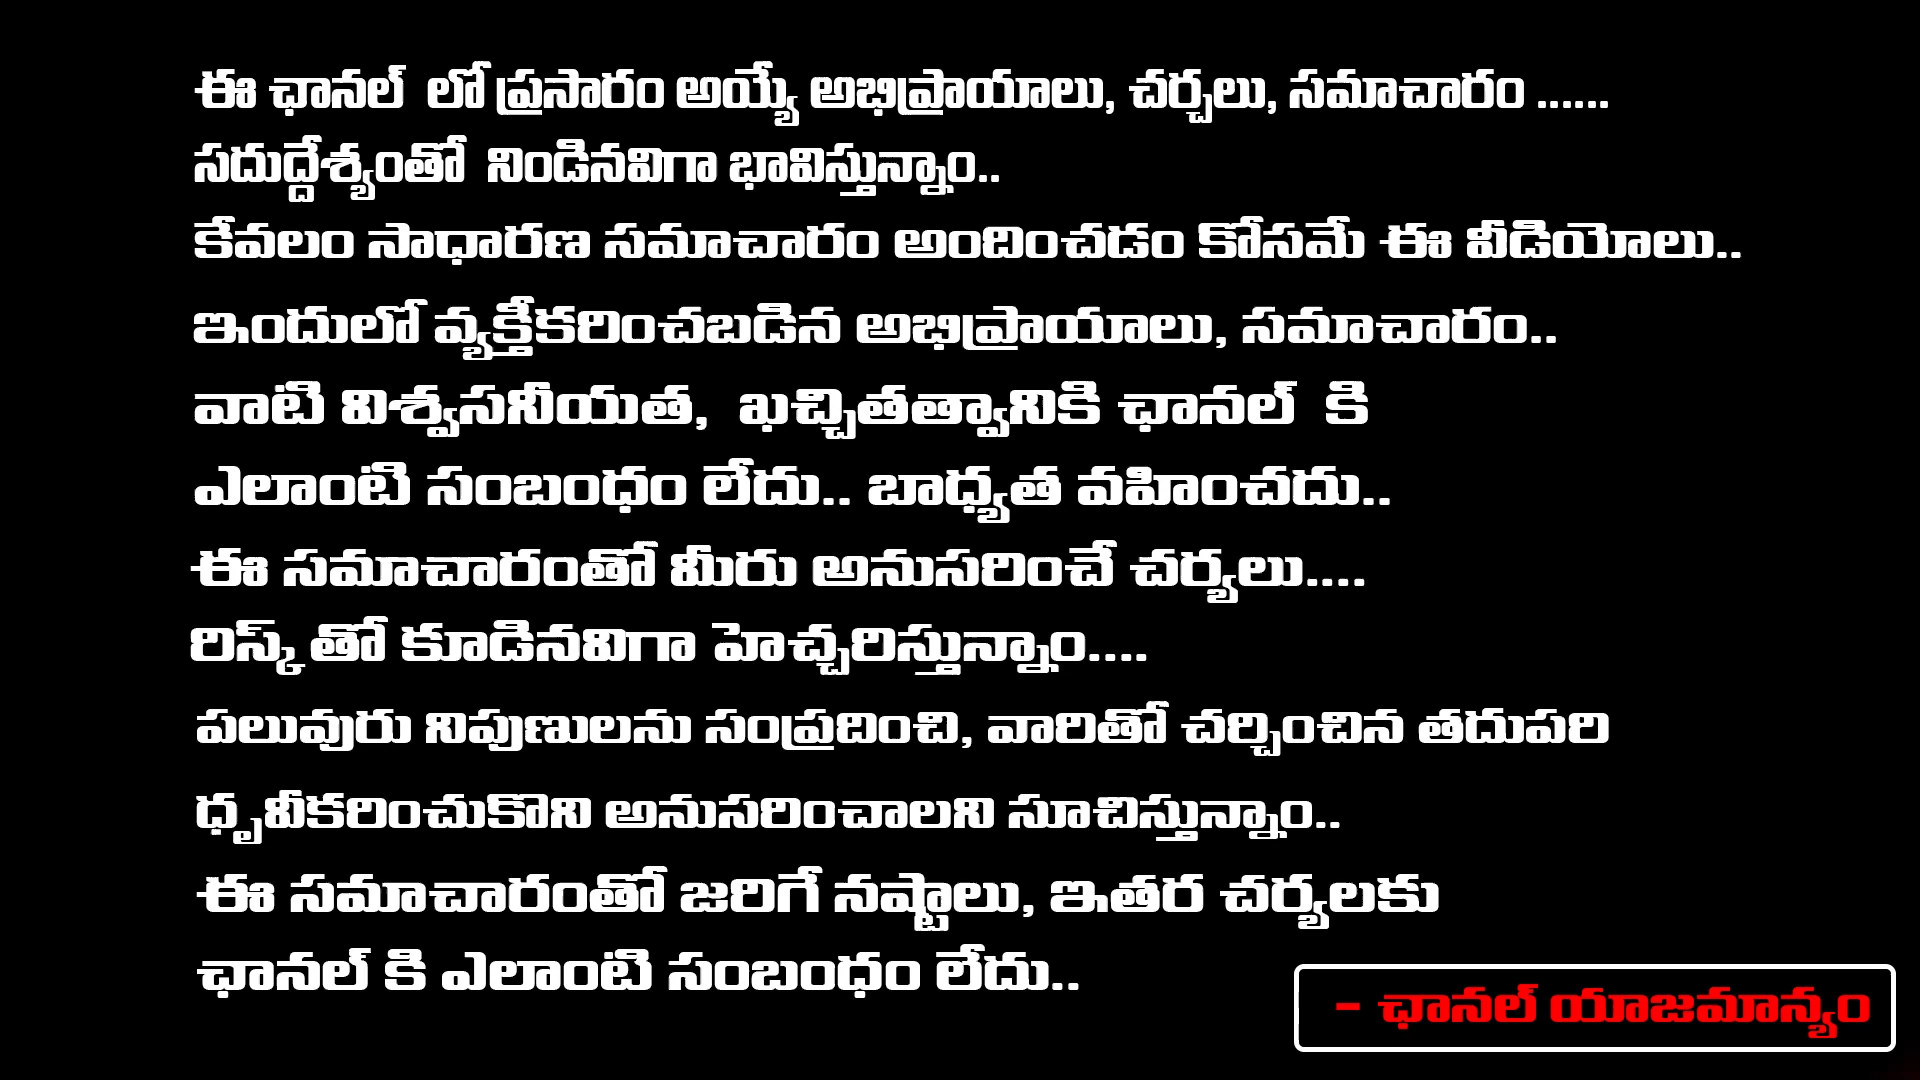 ఈ ఛానల్ లో ప్రసారం అయ్యే అభిప్రాయాలు, చర్చలు, సమాచారం ......
సదుద్దేశ్యంతో నిండినవిగా భావిస్తున్నాం..
కేవలం సాధారణ సమాచారం అందించడం కోసమే ఈ వీడియోలు..
ఇందులో వ్యక్తీకరించబడిన అభిప్రాయాలు, సమాచారం..
వాటి విశ్వసనీయత, ఖచ్చితత్వానికి ఛానల్ కి
ఎలాంటి సంబంధం లేదు.. బాధ్యత వహించదు..
ఈ సమాచారంతో మీరు అనుసరించే చర్యలు....
రిస్క్ తో కూడినవిగా హెచ్చరిస్తున్నాం....
పలువురు నిపుణులను సంప్రదించి, వారితో చర్చించిన తదుపరి
ధృవీకరించుకొని అనుసరించాలని సూచిస్తున్నాం..
ఈ సమాచారంతో జరిగే నష్టాలు, ఇతర చర్యలకు
ఛానల్ కి ఎలాంటి సంబంధం లేదు..
- ఛానల్ యాజమాన్యం